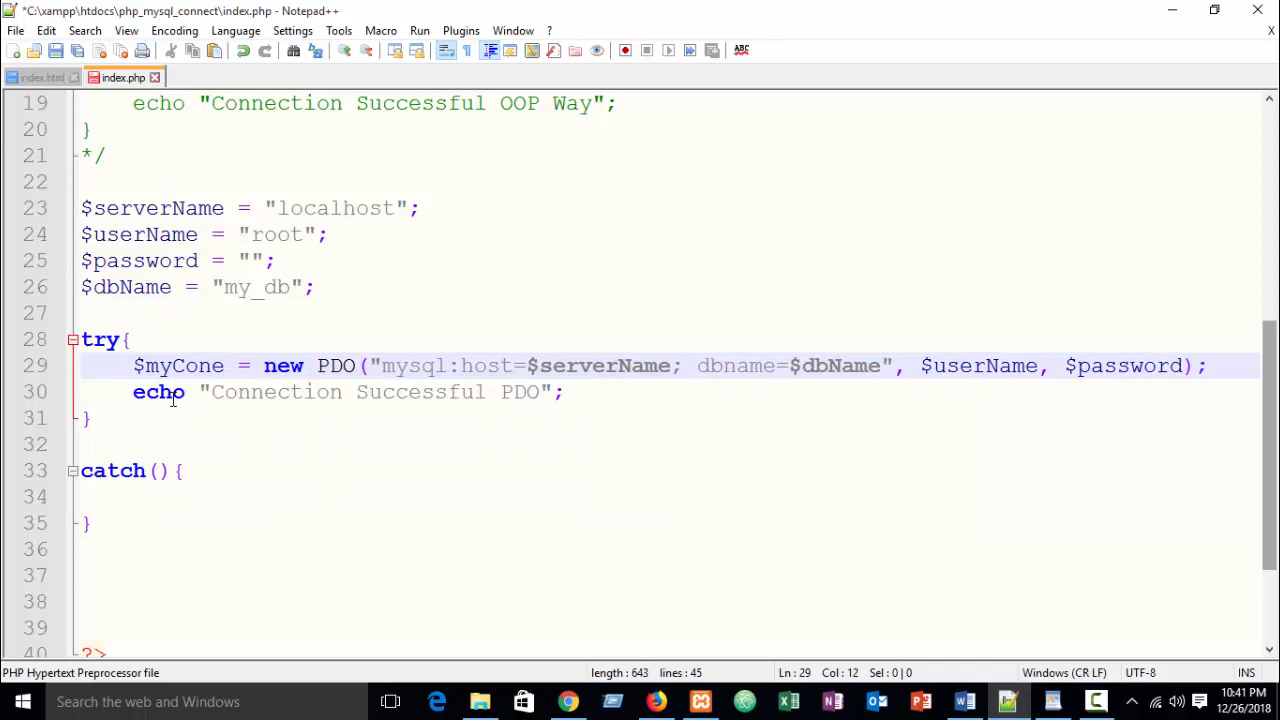 *C:\xampp\htdocs\php_mysql_connect\index.php - Notepad++
File Edit Search View Encoding Language Settings Tools Macro Run Plugins Window ? X
ABC
index.html index.php
19 echo "Connection Successful OOP Way";
20 }
21 */
22
23 $serverName = "localhost";
24 $userName = "root";
25 $password = "";
26 $dbName = "my_db";
27
28 try{
29 $myCone = new PDO("mysql:host=$serverName; dbname=$dbName", $userName, $password);
30 echo "Connection Successful PDO";
31 }
32
33 catch(){
34
35 }
36
37
38
39
40 ?>
PHP Hypertext Preprocessor file length : 643 lines : 45 Ln : 29 Col : 12 Sel : 0 | 0 Windows (CR LF) UTF-8 INS
Search the web and Windows 10:41 PM
12/26/2018